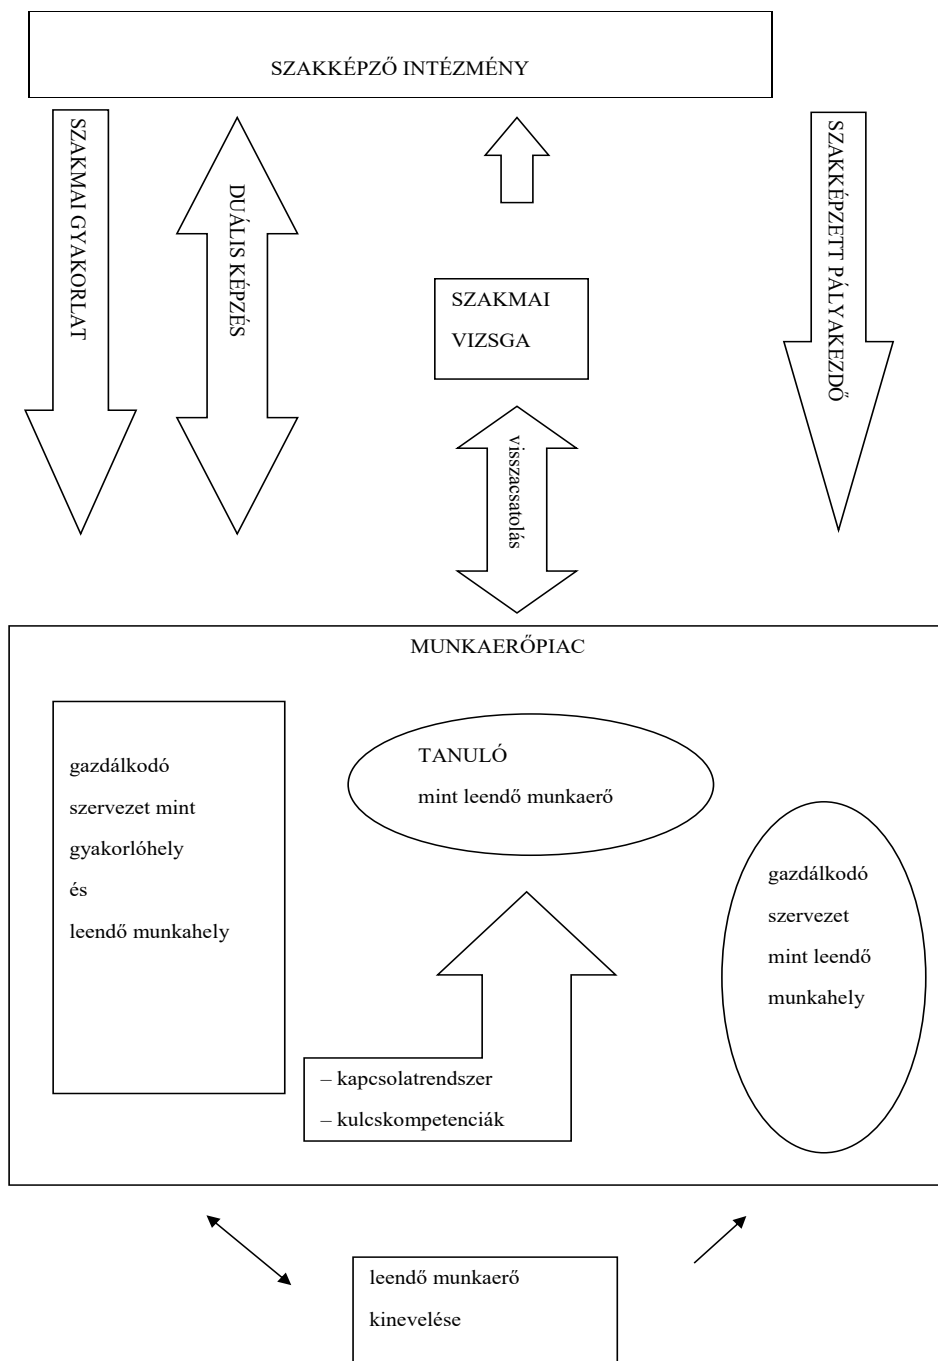 SZAKKÉPZŐ INTÉZMÉNY
SZAKMAI GYAKORLAT
DUÁLIS KÉPZÉS
SZAKKÉPZETT PÁLYAKEZDŐ
SZAKMAI
VIZSGA
visszacsatolás
MUNKAERŐPIAC
gazdálkodó
szervezet mint
gyakorlóhely
és
leendő munkahely
TANULÓ
mint leendő munkaerő
gazdálkodó
szervezet
mint leendő
munkahely
– kapcsolatrendszer
– kulcskompetenciák
leendő munkaerő
kinevelése